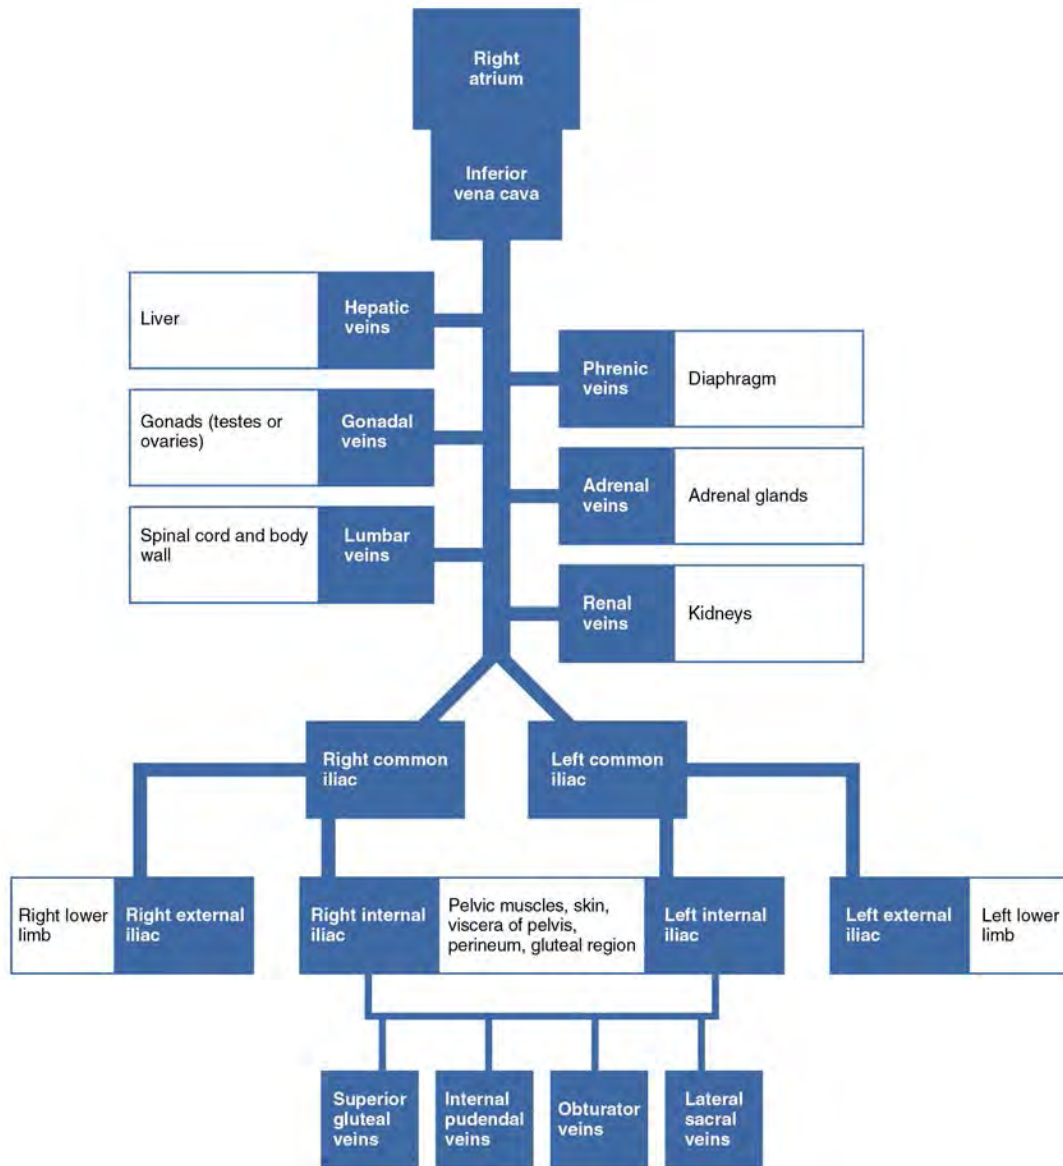 Right
atrium
Inferior
vena cava
Liver
Hepatic
veins
Phrenic
veins
Diaphragm
Gonads (testes or
ovaries)
Gonadal
veins
Adrenal
veins
Adrenal glands
Spinal cord and body
wall
Lumbar
veins
Renal
veins
Kidneys
Right common
iliac
Left common
iliac
Right lower
limb
Right external
iliac
Right internal
iliac
Pelvic muscles, skin,
viscera of pelvis,
perineum, gluteal region
Left internal
iliac
Left external
iliac
Left lower
limb
Superior
gluteal
veins
Internal
pudendal
veins
Obturator
veins
Lateral
sacral
veins